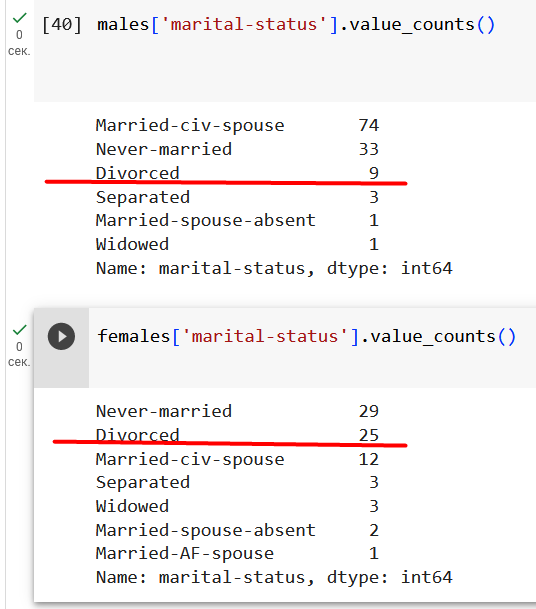 [40] males['marital-status'].value_counts()
0
сек.
Married-civ-spouse 74
Never-married 33
Divorced 9
Separated 3
Married-spouse-absent 1
Widowed 1
Name: marital-status, dtype: int64
females['marital-status'].value_counts()
0
сек.
Never-married 29
Divorced 25
Married-civ-spouse 12
Separated 3
Widowed 3
Married-spouse-absent 2
Married-AF-spouse 1
Name: marital-status, dtype: int64